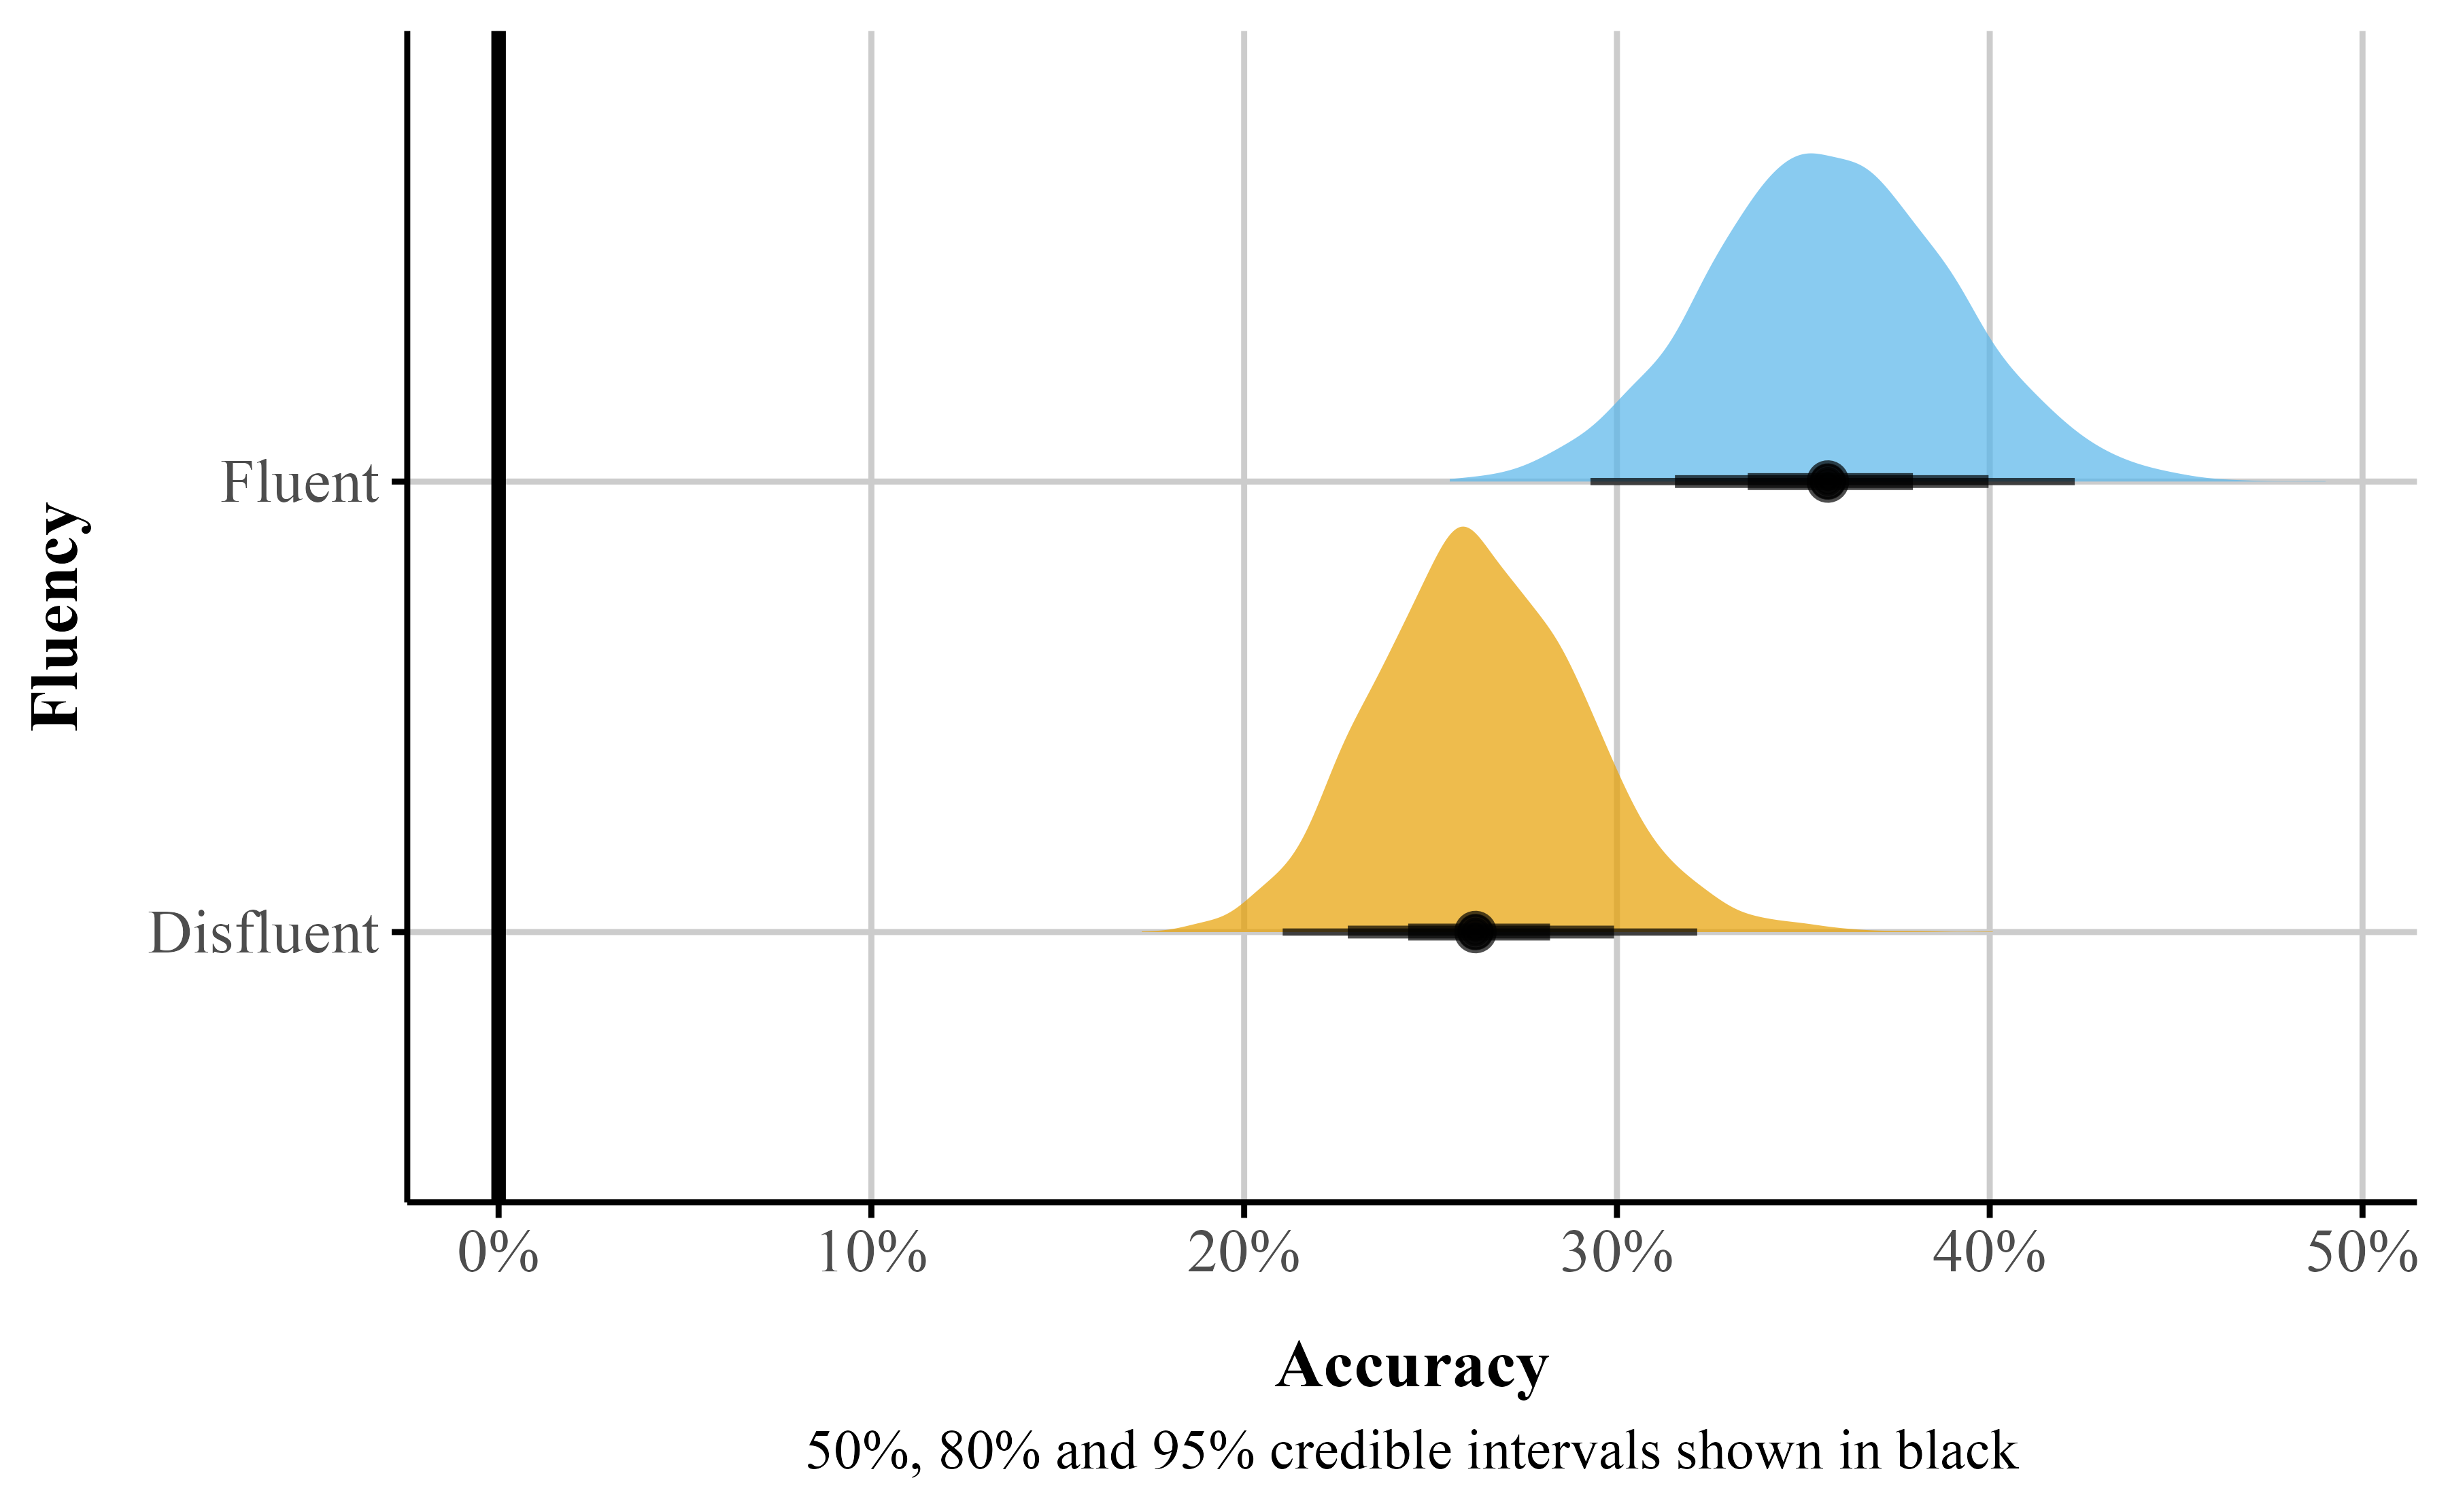 Fluency
Fluent
Disfluent
0% 10% 20% 30% 40% 50%
Accuracy
50%, 80% and 95% credible intervals shown in black